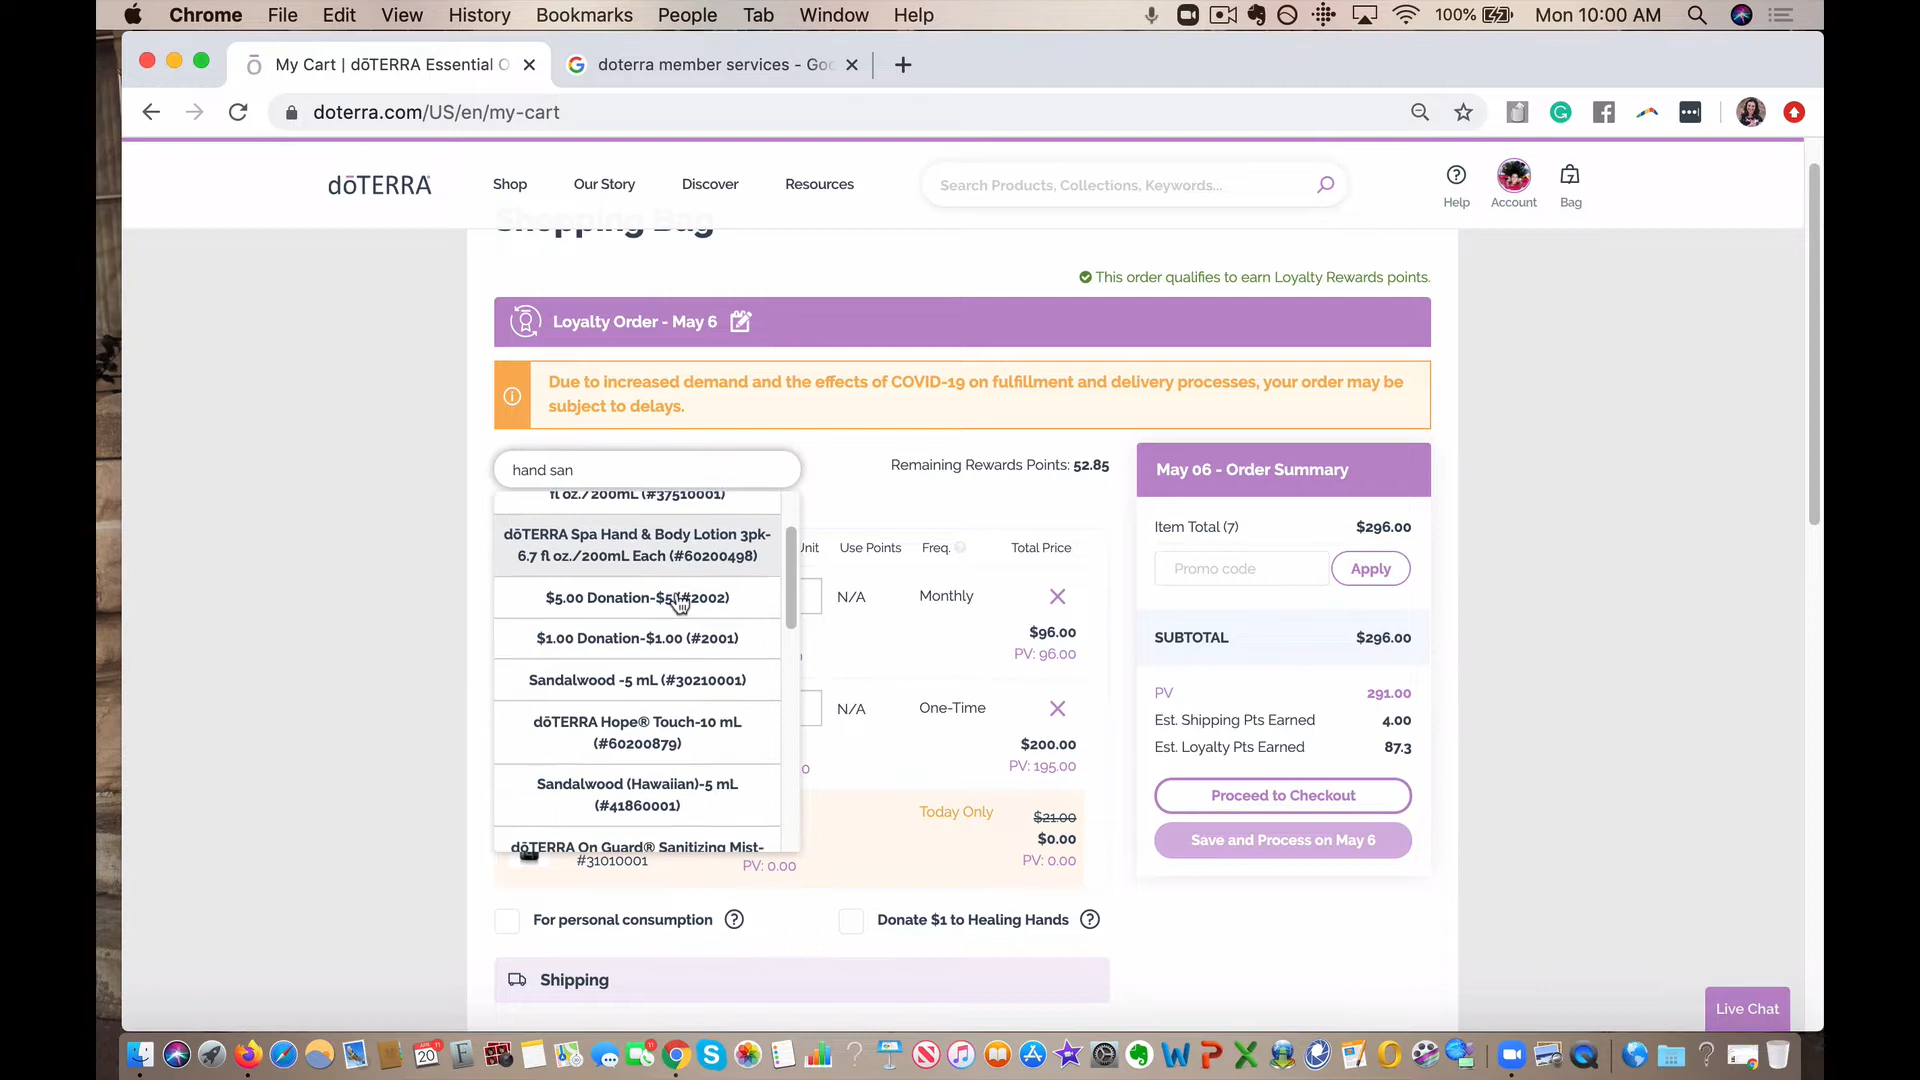 Chrome File Edit View History Bookmarks People Tab Window Help 100% Mon 10:00 AM
My Cart | dōTERRA Essential O
doterra member services - Goo
doterra.com/US/en/my-cart
dōTERRA Shop Our Story Discover Resources Search Products, Collections, Keywords... Help Account Bag
7
Shopping Bag
This order qualifies to earn Loyalty Rewards points.
Loyalty Order - May 6
Due to increased demand and the effects of COVID-19 on fulfillment and delivery processes, your order may be
subject to delays.
hand san
Remaining Rewards Points: 52.85
fl oz./200mL (#37510001)
dōTERRA Spa Hand & Body Lotion 3pk-
6.7 fl oz./200mL Each (#60200498)
$5.00 Donation-$5 (#2002)
$1.00 Donation-$1.00 (#2001)
Sandalwood -5 mL (#30210001)
dōTERRA Hope® Touch-10 mL
(#60200879)
Sandalwood (Hawaiian)-5 mL
(#41860001)
dōTERRA On Guard® Sanitizing Mist-
#31010001
Use Points Freq. Total Price
N/A Monthly
$96.00
PV: 96.00
N/A One-Time
$200.00
PV: 195.00
Today Only $21.00
$0.00
PV: 0.00
PV: 0.00
For personal consumption
Donate $1 to Healing Hands
Shipping
May 06 - Order Summary
Item Total (7) $296.00
Promo code Apply
SUBTOTAL $296.00
PV 291.00
Est. Shipping Pts Earned 4.00
Est. Loyalty Pts Earned 87.3
Proceed to Checkout
Save and Process on May 6
Live Chat